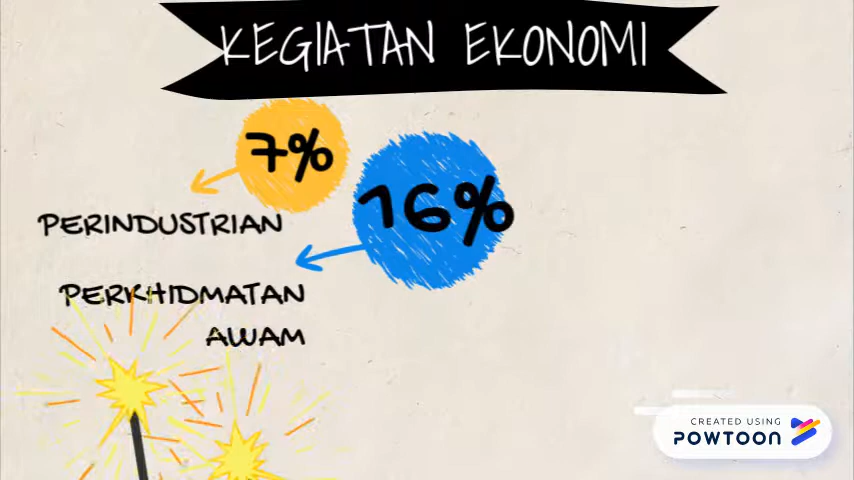 KEGIATAN EKONOMI
7%
16%
PERINDUSTRIAN
PERKHIDMATAN
AWAM
CREATED USING
POWTOON